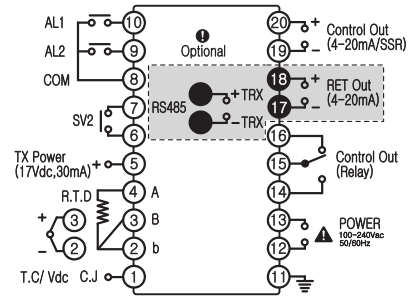 AL1
10
AL2
9
COM
8
SV2
7
6
TX Power
(17Vdc,30mA)
+
5
R.T.D
4
A
+
3
3
B
−
2
2
b
T.C/ Vdc
C.J
1
!
Optional
RS485
+ TRX
− TRX
20
+
Control Out
(4-20mA/SSR)
19
−
18
+
RET Out
(4-20mA)
17
−
16
15
Control Out
(Relay)
14
13
POWER
100-240Vac
50/60Hz
!
12
11